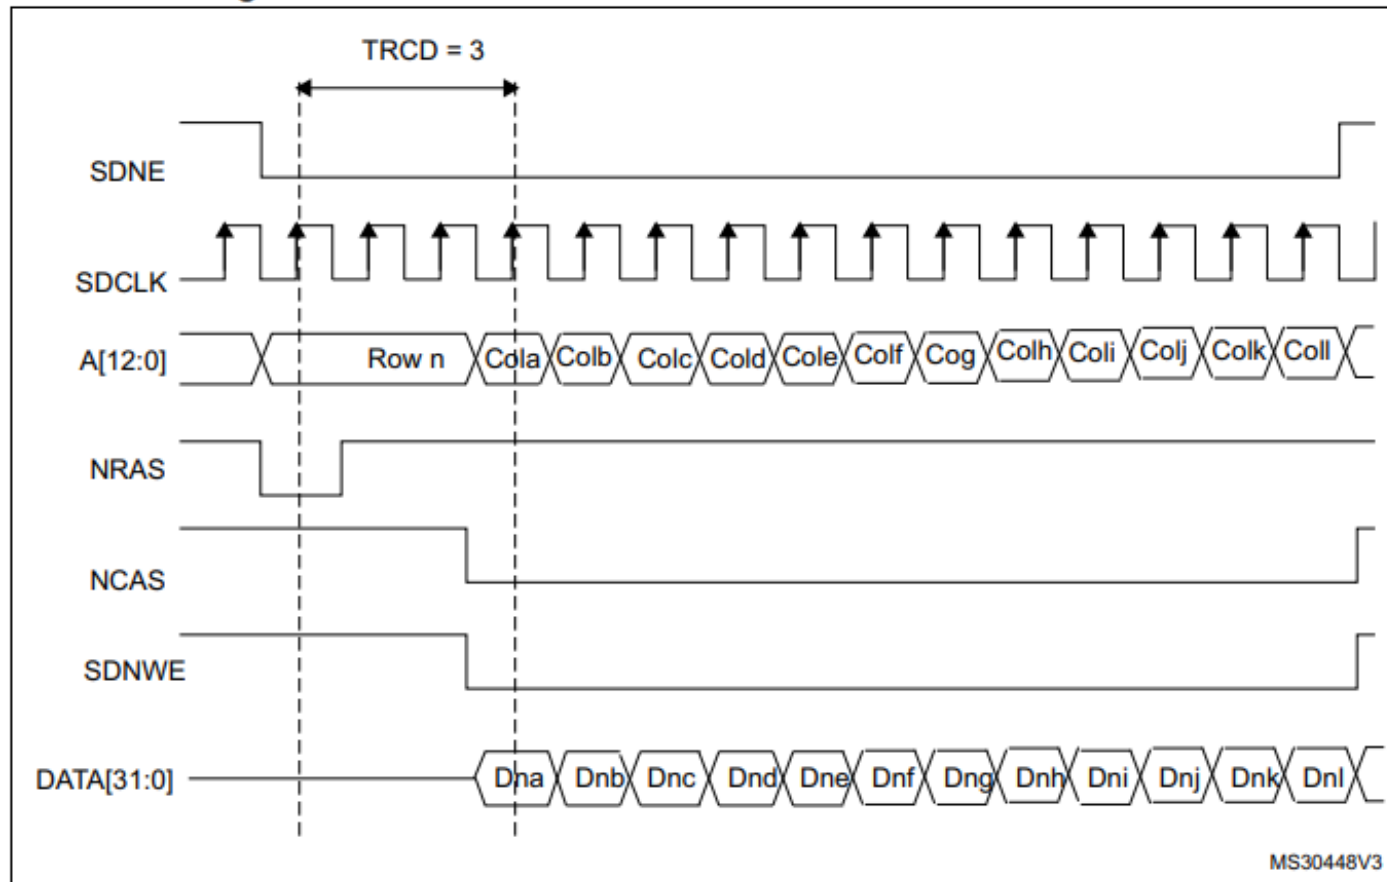 TRCD = 3
SDNE
SDCLK
A[12:0] Row n Cola Colb Colc Cold Cole Colf Cog Colh Coli Colj Colk Coll
NRAS
NCAS
SDNWE
DATA[31:0] Dna Dnb Dnc Dnd Dne Dnf Dng Dnh Dni Dnj Dnk Dnl
MS30448V3